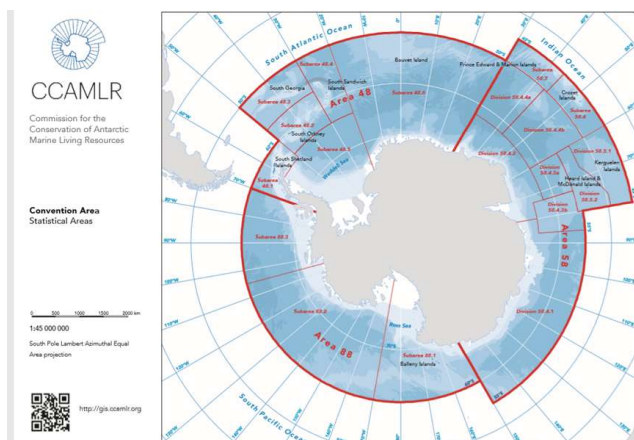 CCAMLR
Commission for the
Conservation of Antarctic
Marine Living Resources
Convention Area
Statistical Areas
0 500 1000 1500 2000 km
1:45 000 000
South Pole Lambert Azimuthal Equal
Area projection
http://gis.ccamlr.org
South Atlantic Ocean
Indian Ocean
Bouvet Island
Prince Edward & Marion Islands
Subarea 48.4
South Sandwich
Islands
South Georgia
Subarea 48.3
Area 48
Subarea 48.6
Subarea
58.7
Crozet
Islands
Subarea
58.6
Division 58.4.4a
Division 58.4.4b
Subarea 48.2
South Orkney
Islands
Subarea 48.5
Weddell Sea
South Shetland
Islands
Subarea
48.1
Division 58.4.2
Division 58.5.1
Kerguelen
Islands
Division
58.4.3a
Heard Island &
McDonald Islands
Division
58.5.2
Division
58.4.3b
Area 58
Subarea 88.3
Subarea 88.2
Area 88
Ross Sea
Subarea 88.1
Balleny Islands
Division 58.4.1
South Pacific Ocean